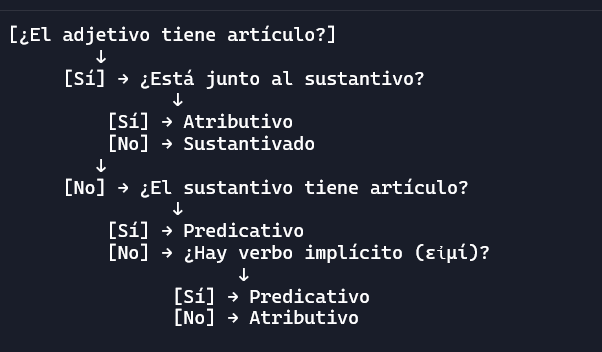 [¿El adjetivo tiene artículo?]
↓
[Sí] → ¿Está junto al sustantivo?
↓
[Sí] → Atributivo
[No] → Sustantivado
↓
[No] → ¿El sustantivo tiene artículo?
↓
[Sí] → Predicativo
[No] → ¿Hay verbo implícito (εἰμί)?
↓
[Sí] → Predicativo
[No] → Atributivo